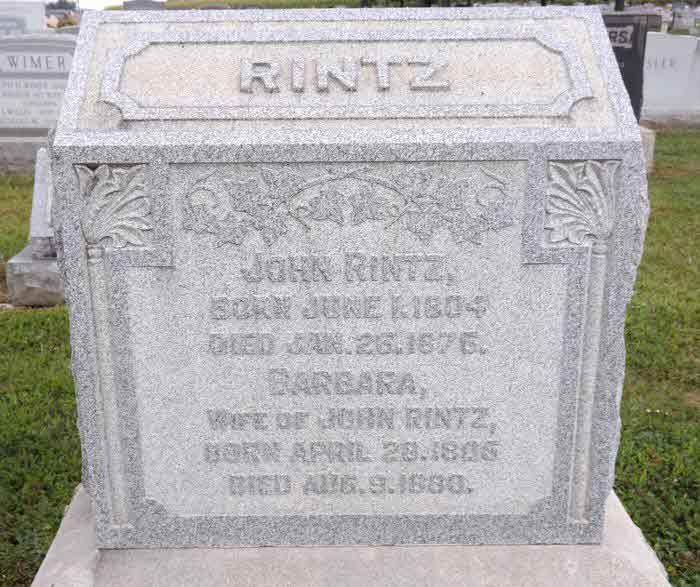 RINTZ
JOHN RINTZ,
BORN JUNE 1.1804
DIED JAN.26.1875.
BARBARA,
WIFE OF JOHN RINTZ,
BORN APRIL 29.1806
DIED AUG.9.1880.
WIMER